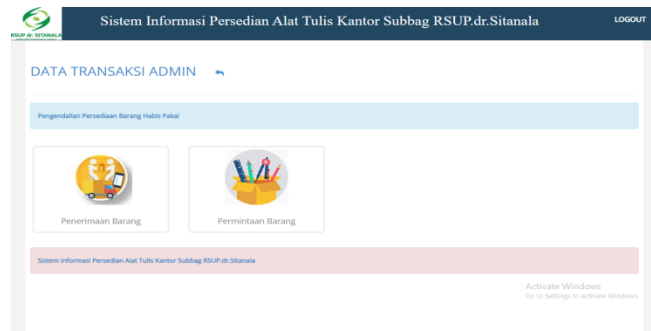 Sistem Informasi Persedian Alat Tulis Kantor Subbag RSUP.dr.Sitanala
LOGOUT
RSUP dr. SITANALA
DATA TRANSAKSI ADMIN
Pengendalian Persediaan Barang Habis Pakai
Penerimaan Barang
Permintaan Barang
Sistem Informasi Persedian Alat Tulis Kantor Subbag RSUP.dr.Sitanala
Activate Windows
Go to Settings to activate Windows.